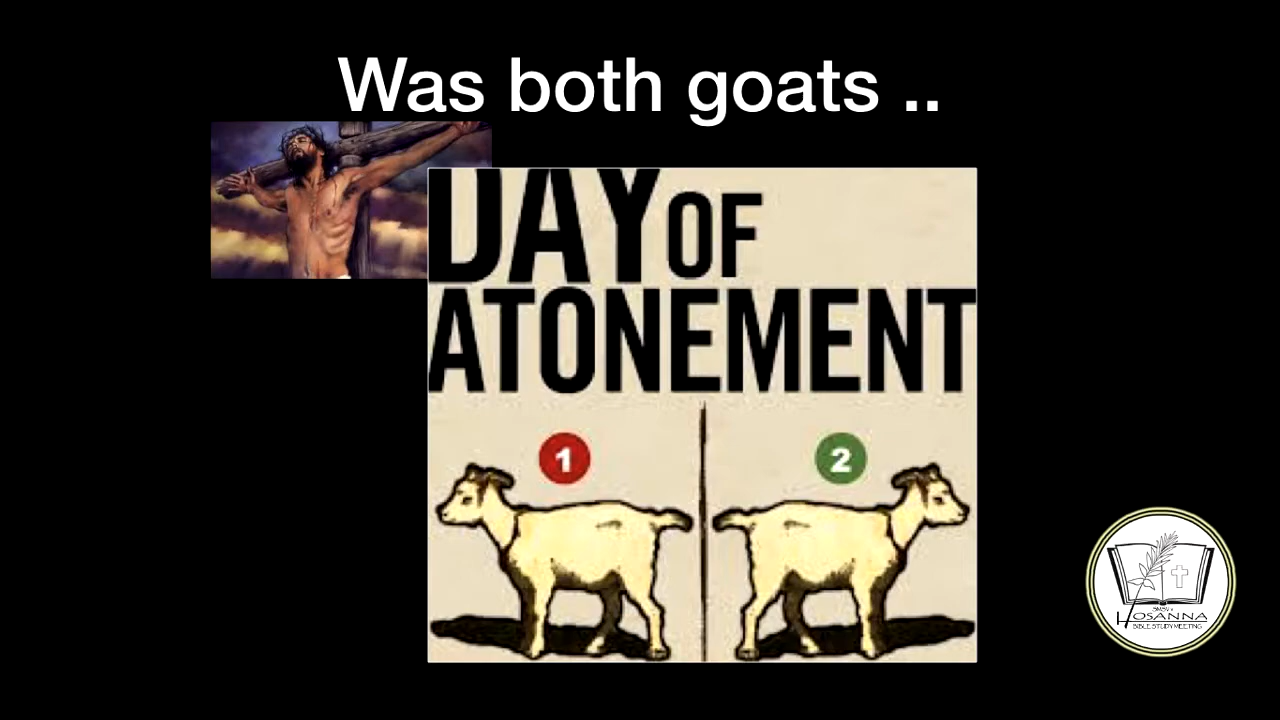 Was both goats ..
DAY OF
ATONEMENT
1
2
HOSANNA
BIBLE STUDY MEETING